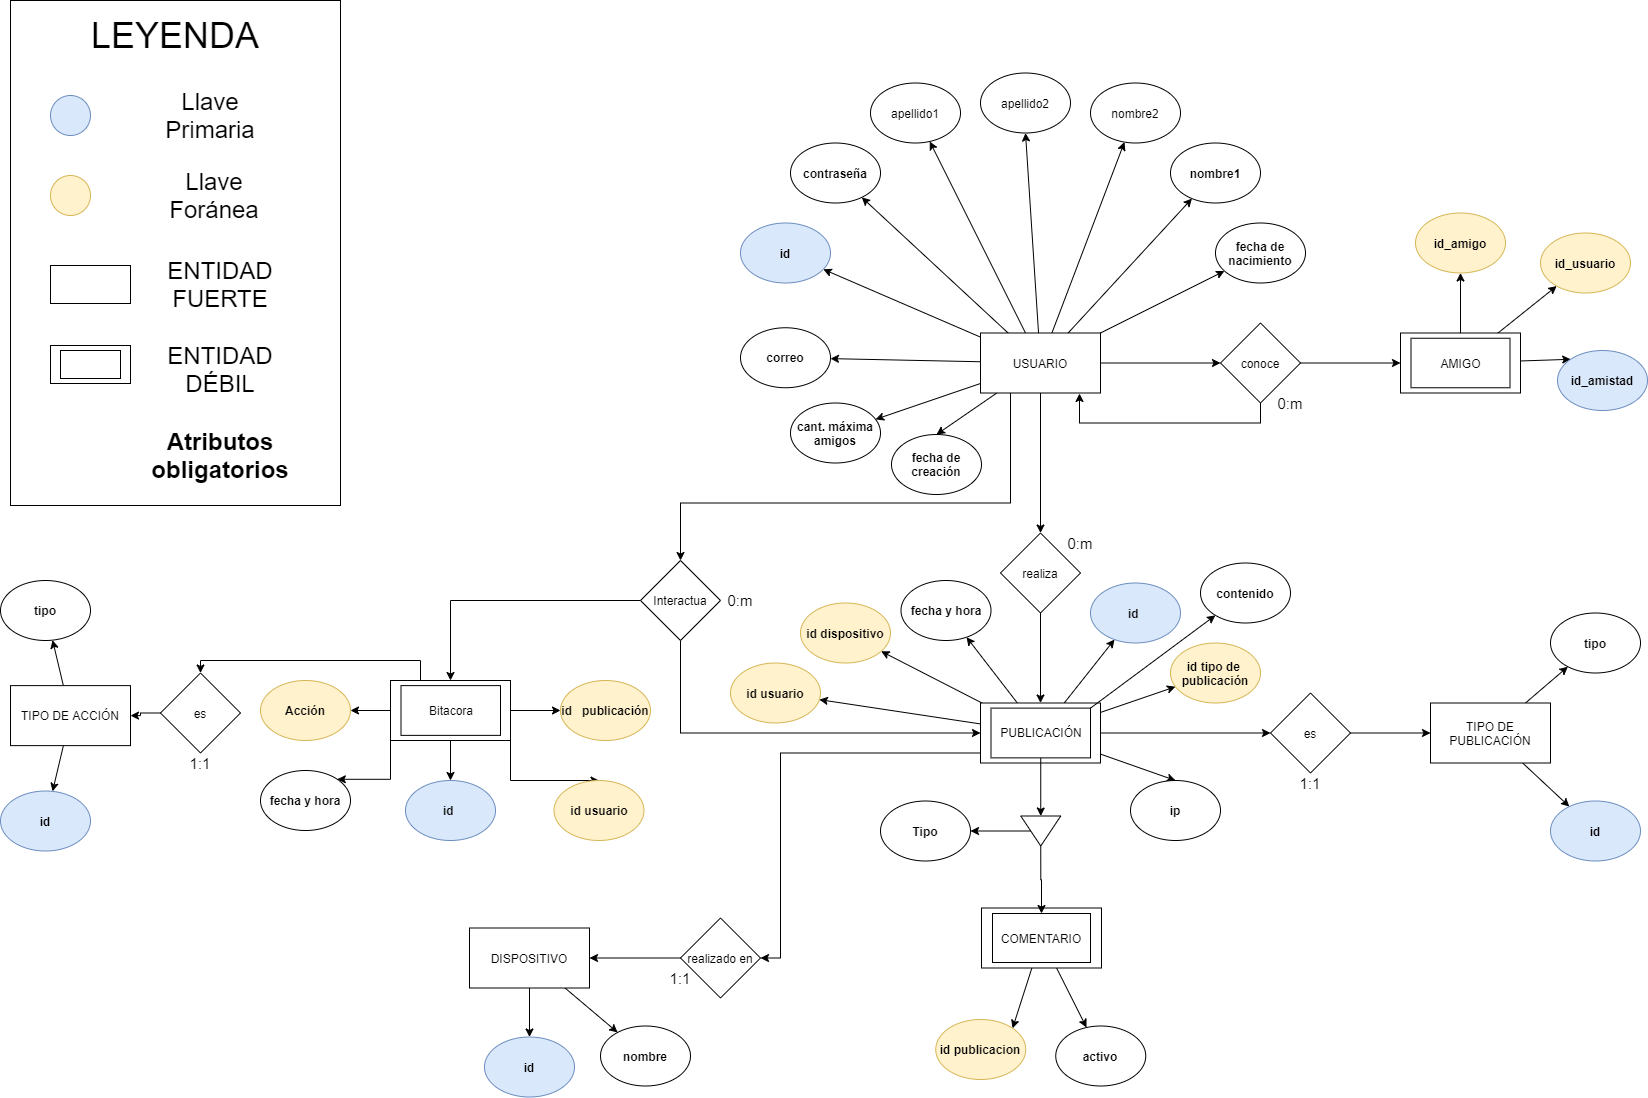 LEYENDA
Llave
Primaria
Llave
Foránea
ENTIDAD
FUERTE
ENTIDAD
DÉBIL
Atributos
obligatorios
apellido1
apellido2
nombre2
contraseña
nombre1
id
fecha de
nacimiento
id_amigo
id_usuario
correo
USUARIO
conoce
0:m
AMIGO
id_amistad
cant. máxima
amigos
fecha de
creación
0:m
realiza
Interactua
0:m
tipo
fecha y hora
id
contenido
id dispositivo
id usuario
id tipo de
publicación
tipo
TIPO DE ACCIÓN
es
1:1
Acción
Bitacora
id publicación
PUBLICACIÓN
es
1:1
TIPO DE
PUBLICACIÓN
id
fecha y hora
id
id usuario
Tipo
ip
id
DISPOSITIVO
realizado en
1:1
COMENTARIO
id
nombre
id publicacion
activo